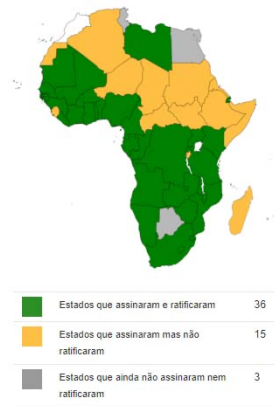 Estados que assinaram e ratificaram 36
Estados que assinaram mas não 15
ratificaram
Estados que ainda não assinaram nem 3
ratificaram